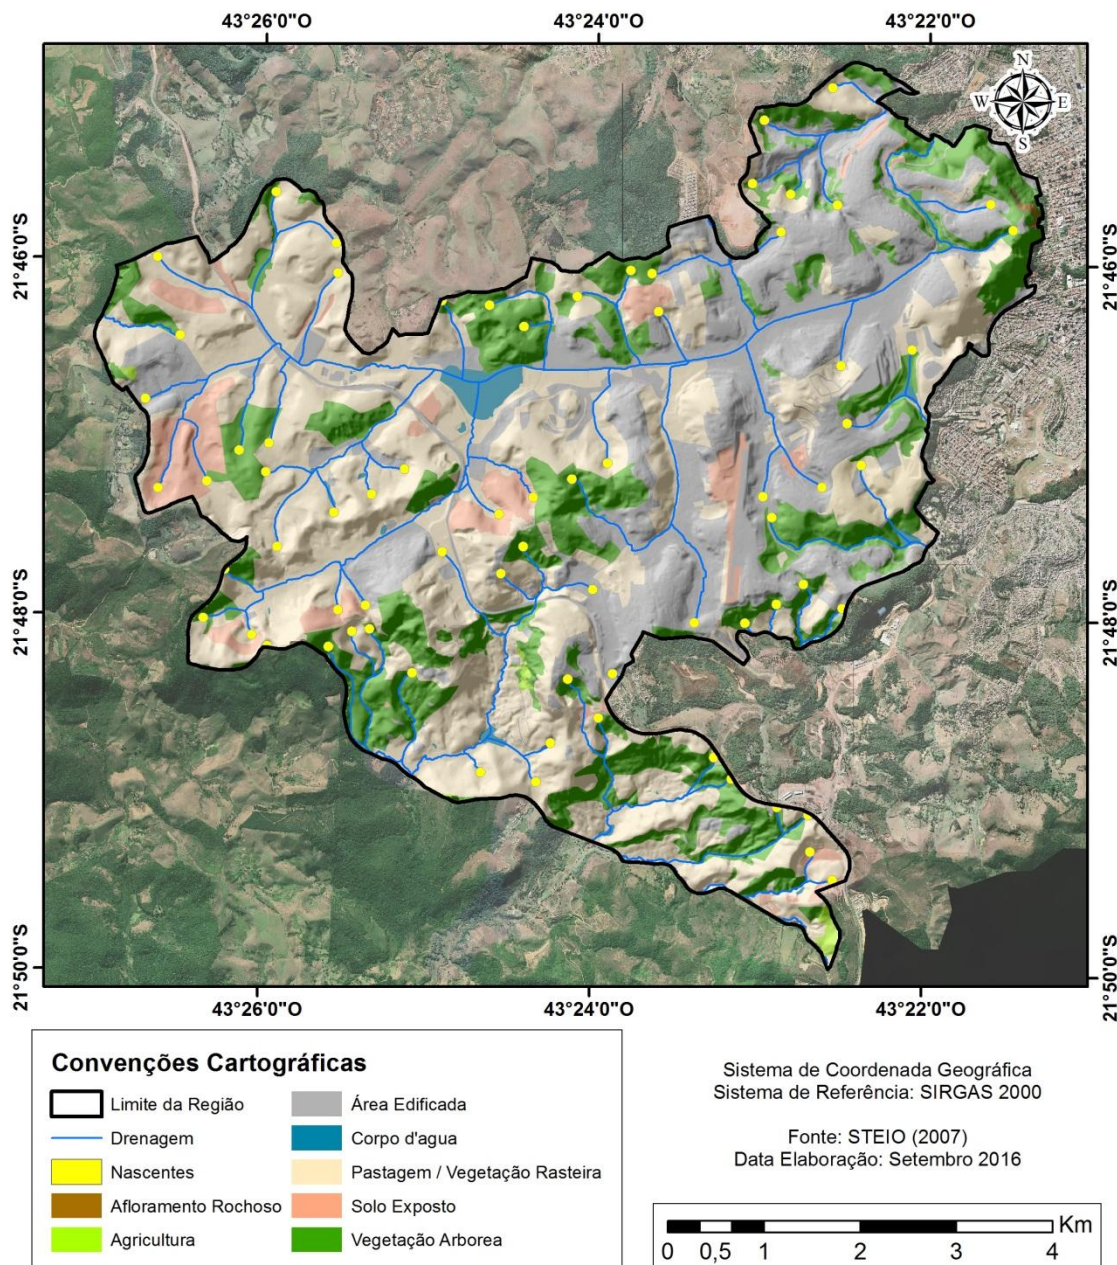 43°26'0"O 43°24'0"O 43°22'0"O
N
W E
S
21°46'0"S 21°46'0"S
21°48'0"S 21°48'0"S
21°50'0"S 21°50'0"S
43°26'0"O 43°24'0"O 43°22'0"O
Convenções Cartográficas
Limite da Região
Drenagem
Nascentes
Afloramento Rochoso
Agricultura
Área Edificada
Corpo d'agua
Pastagem / Vegetação Rasteira
Solo Exposto
Vegetação Arborea
Sistema de Coordenada Geográfica
Sistema de Referência: SIRGAS 2000
Fonte: STEIO (2007)
Data Elaboração: Setembro 2016
Km
0 0,5 1 2 3 4